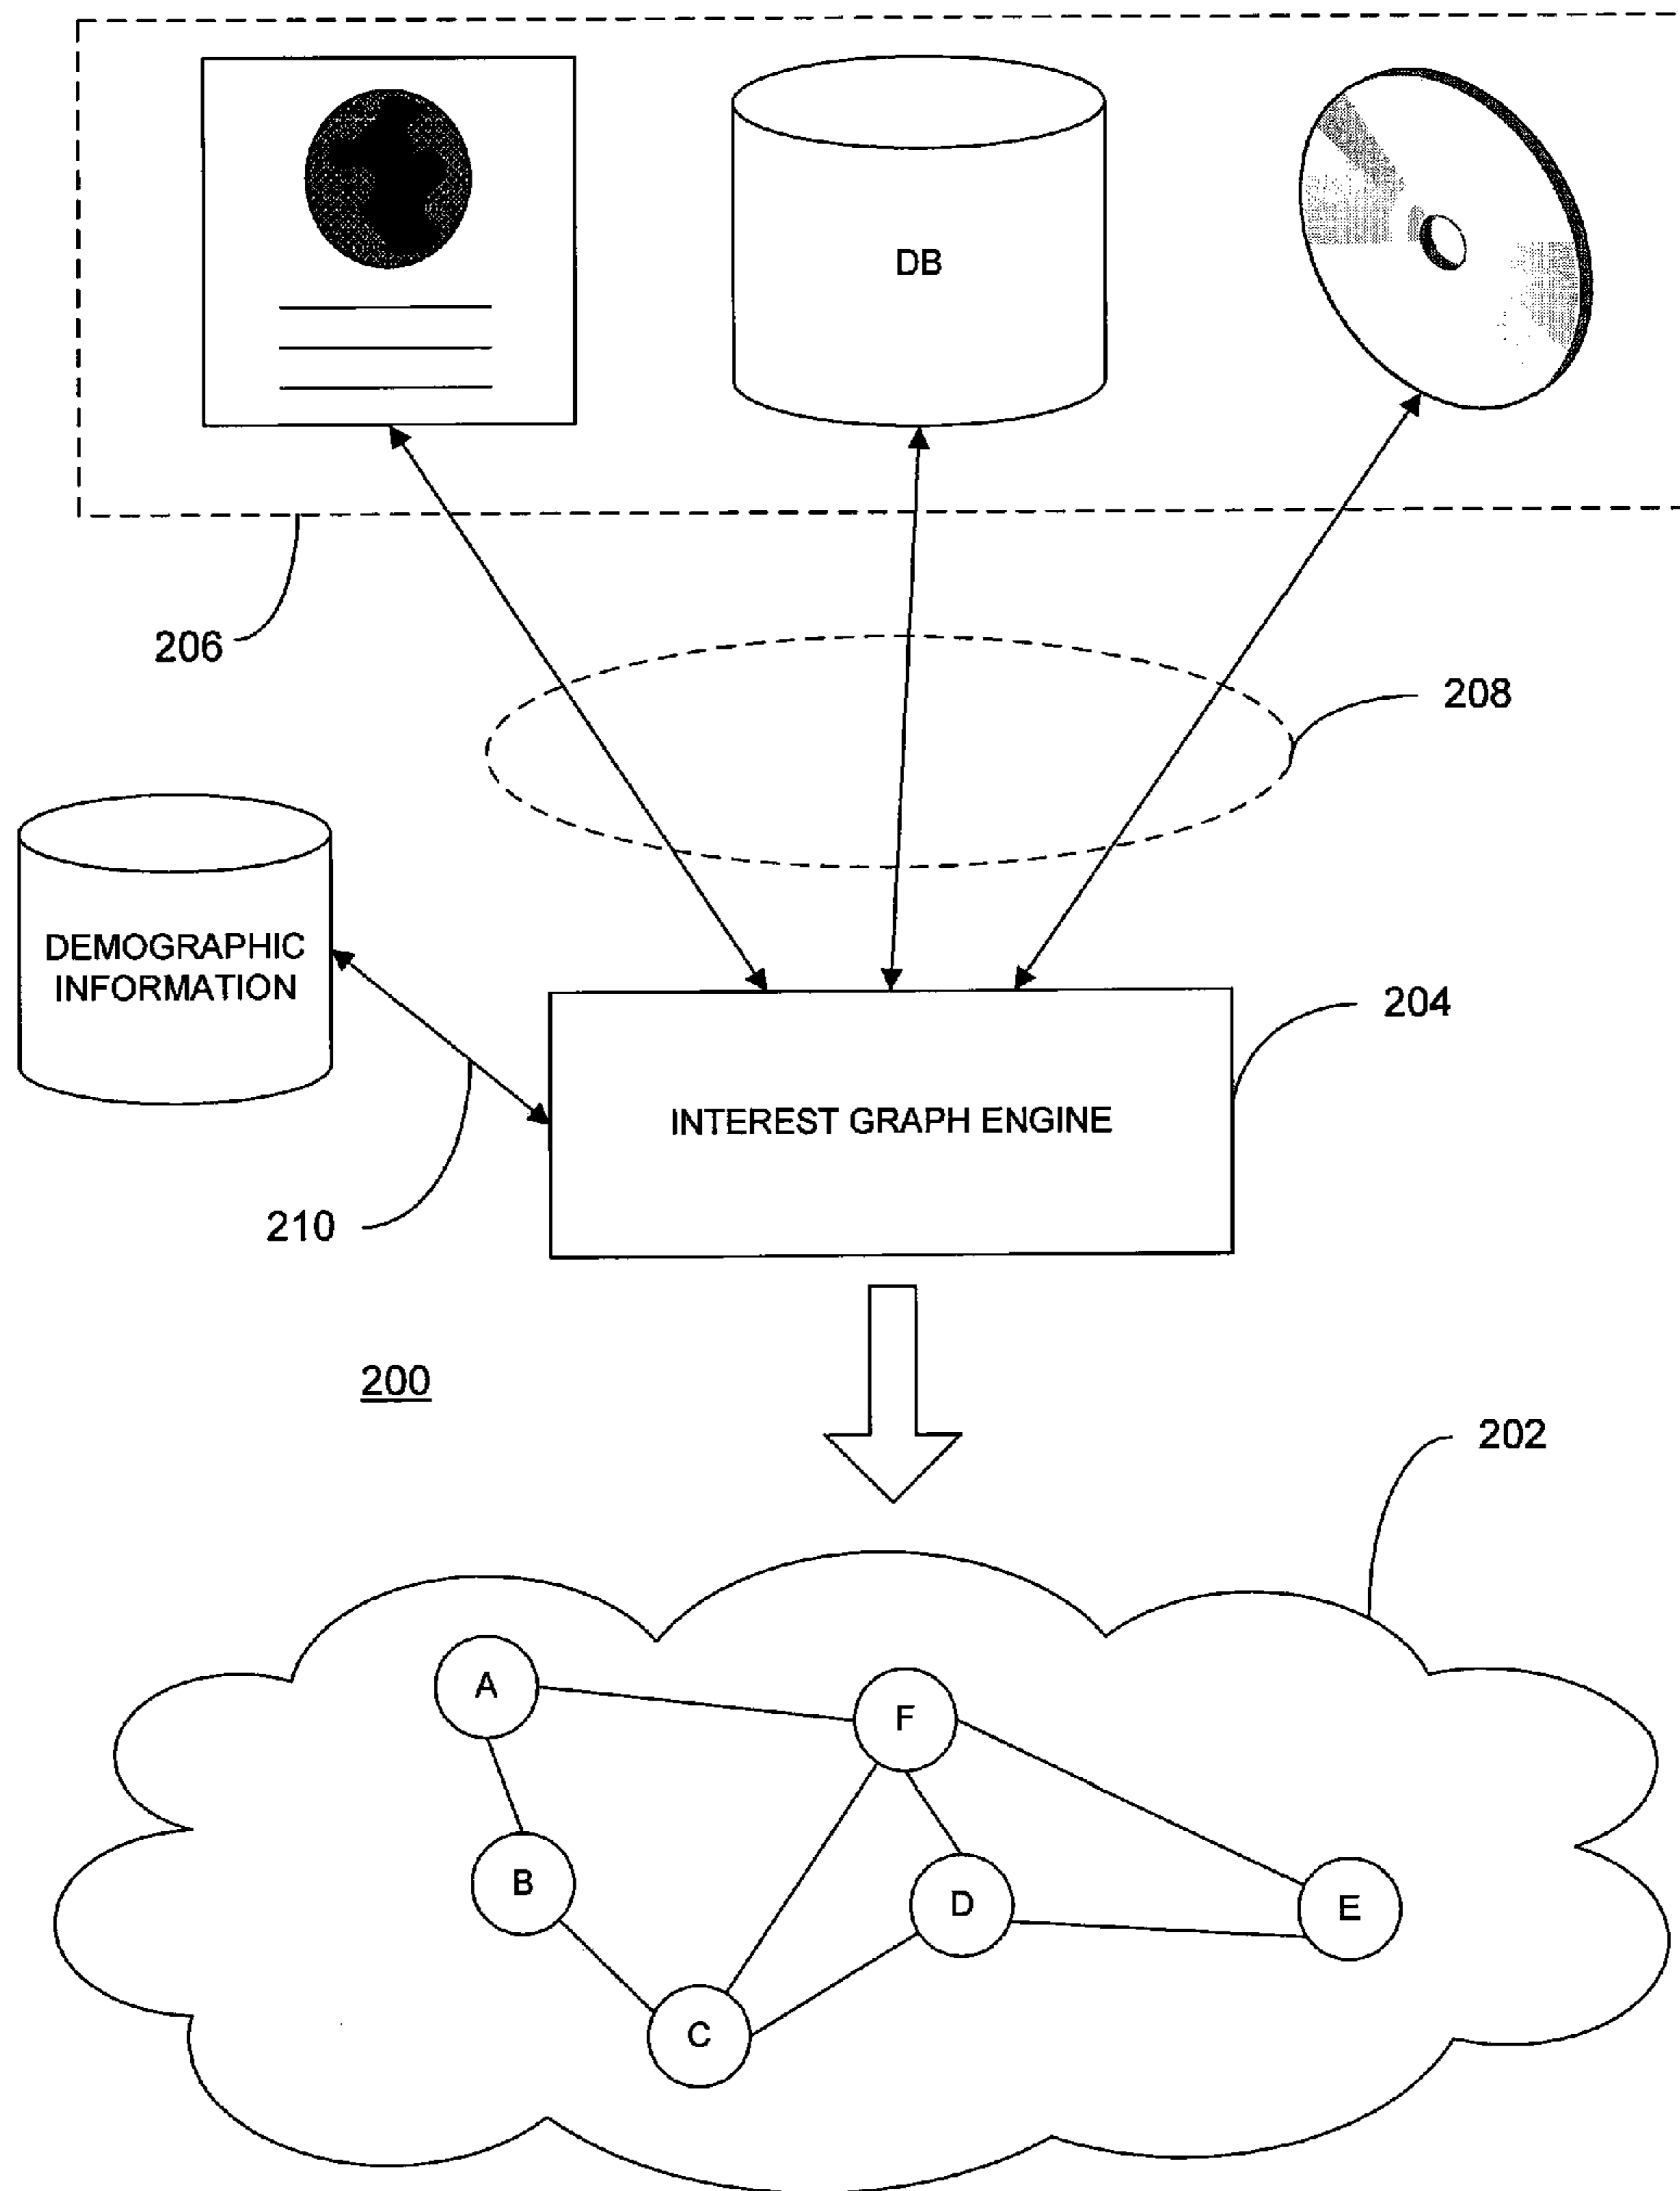 DB
206
208
DEMOGRAPHIC
INFORMATION
204
INTEREST GRAPH ENGINE
210
200
202
A
F
B
D
E
C